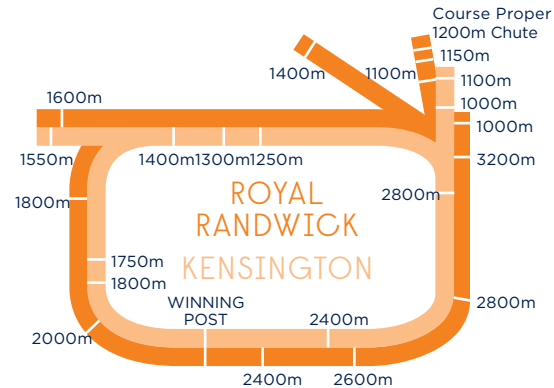 Course Proper
1200m Chute
1150m
1400m
1100m
1100m
1600m
1000m
1000m
1550m
1400m
1300m
1250m
3200m
ROYAL
RANDWICK
2800m
1800m
KENSINGTON
1750m
1800m
WINNING
POST
2800m
2400m
2000m
2400m
2600m